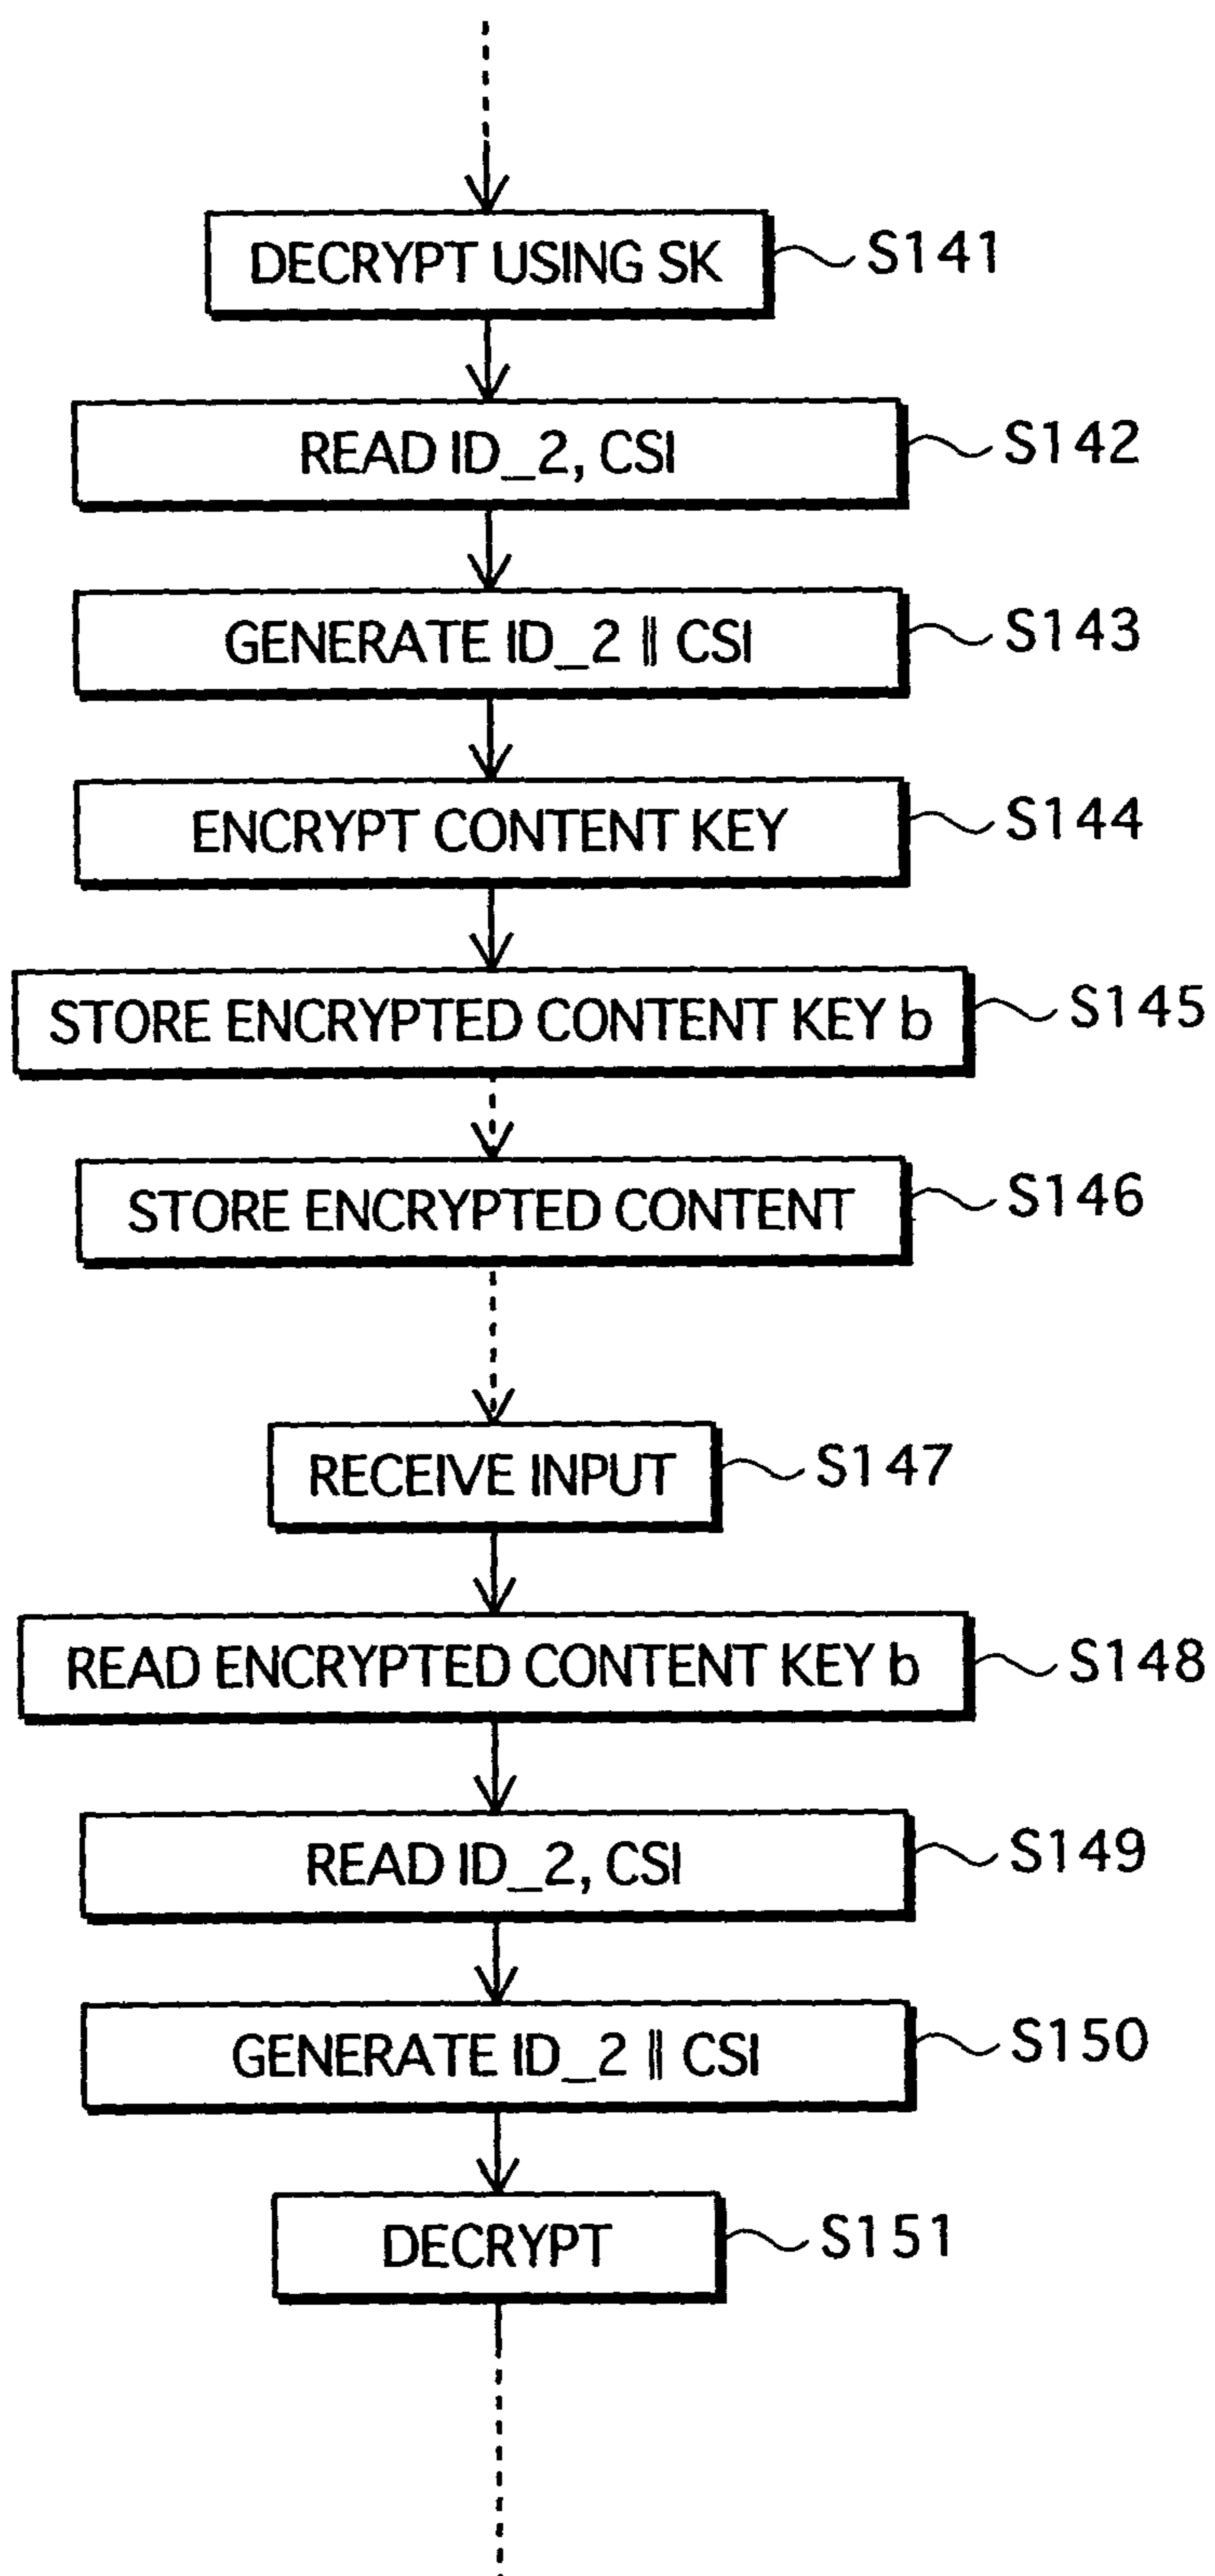 DECRYPT USING SK S141
READ ID_2, CSI S142
GENERATE ID_2 || CSI S143
ENCRYPT CONTENT KEY S144
STORE ENCRYPTED CONTENT KEY b S145
STORE ENCRYPTED CONTENT S146
RECEIVE INPUT S147
READ ENCRYPTED CONTENT KEY b S148
READ ID_2, CSI S149
GENERATE ID_2 || CSI S150
DECRYPT S151